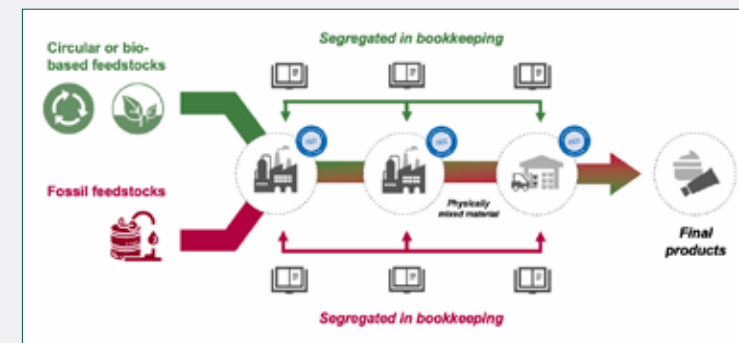 Segregated in bookkeeping
Circular or bio-
based feedstocks
Fossil feedstocks
Physically
mixed material
Final
products
Segregated in bookkeeping